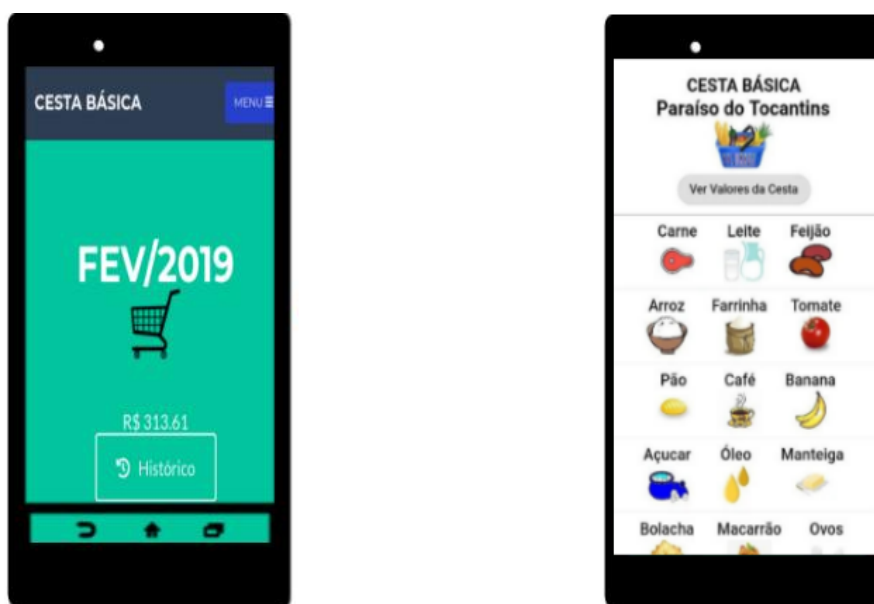 CESTA BÁSICA
MENU
FEV/2019
R$ 313.61
Histórico
CESTA BÁSICA
Paraíso do Tocantins
Ver Valores da Cesta
Carne Leite Feijão
Arroz Farrinha Tomate
Pão Café Banana
Açucar Óleo Manteiga
Bolacha Macarrão Ovos